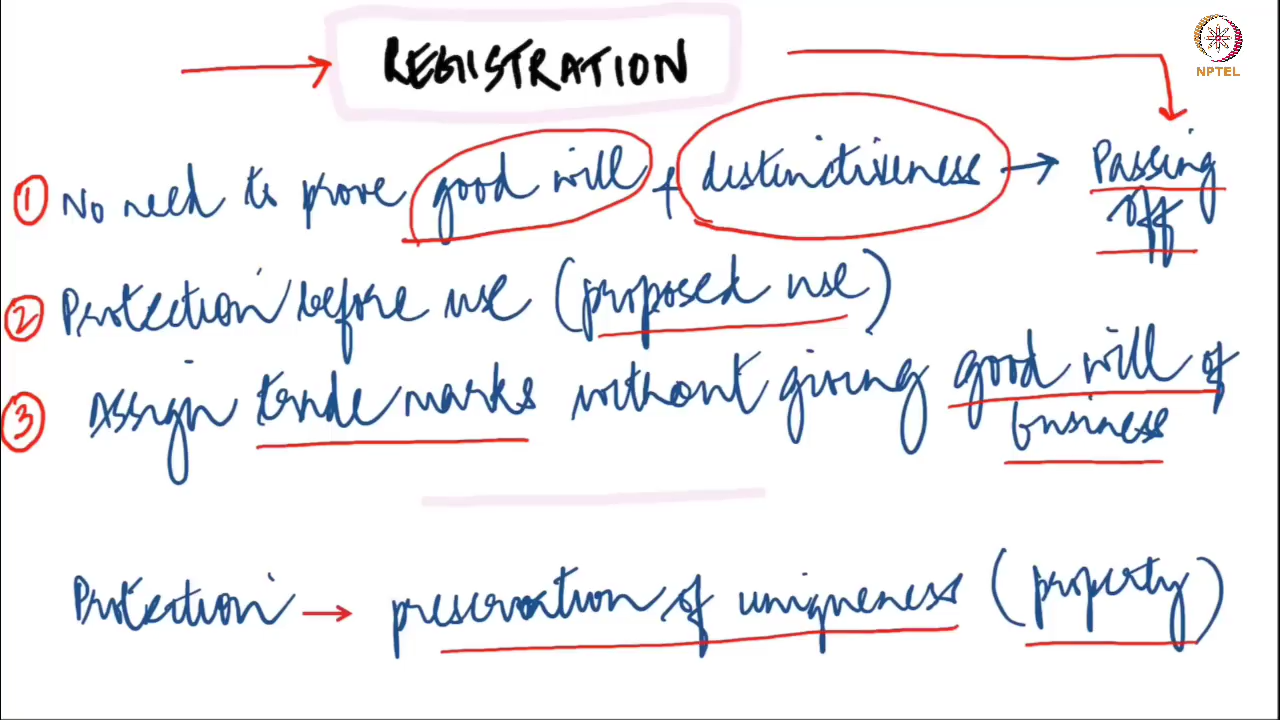 REGISTRATION
NPTEL
① No need to prove good will + distinctiveness → Passing off
② Protection before use (proposed use)
③ Assign trade marks without giving good will of business
Protection → preservation of uniqueness (property)